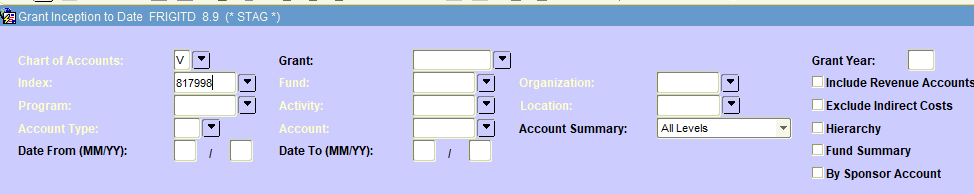 Grant Inception to Date FRIGITD 8.9 (* STAG *)
Chart of Accounts: V Grant: Grant Year:
Index: 817998 Fund: Organization: Include Revenue Accounts
Program: Activity: Location: Exclude Indirect Costs
Account Type: Account: Account Summary: All Levels Hierarchy
Date From (MM/YY): / Date To (MM/YY): / Fund Summary
By Sponsor Account